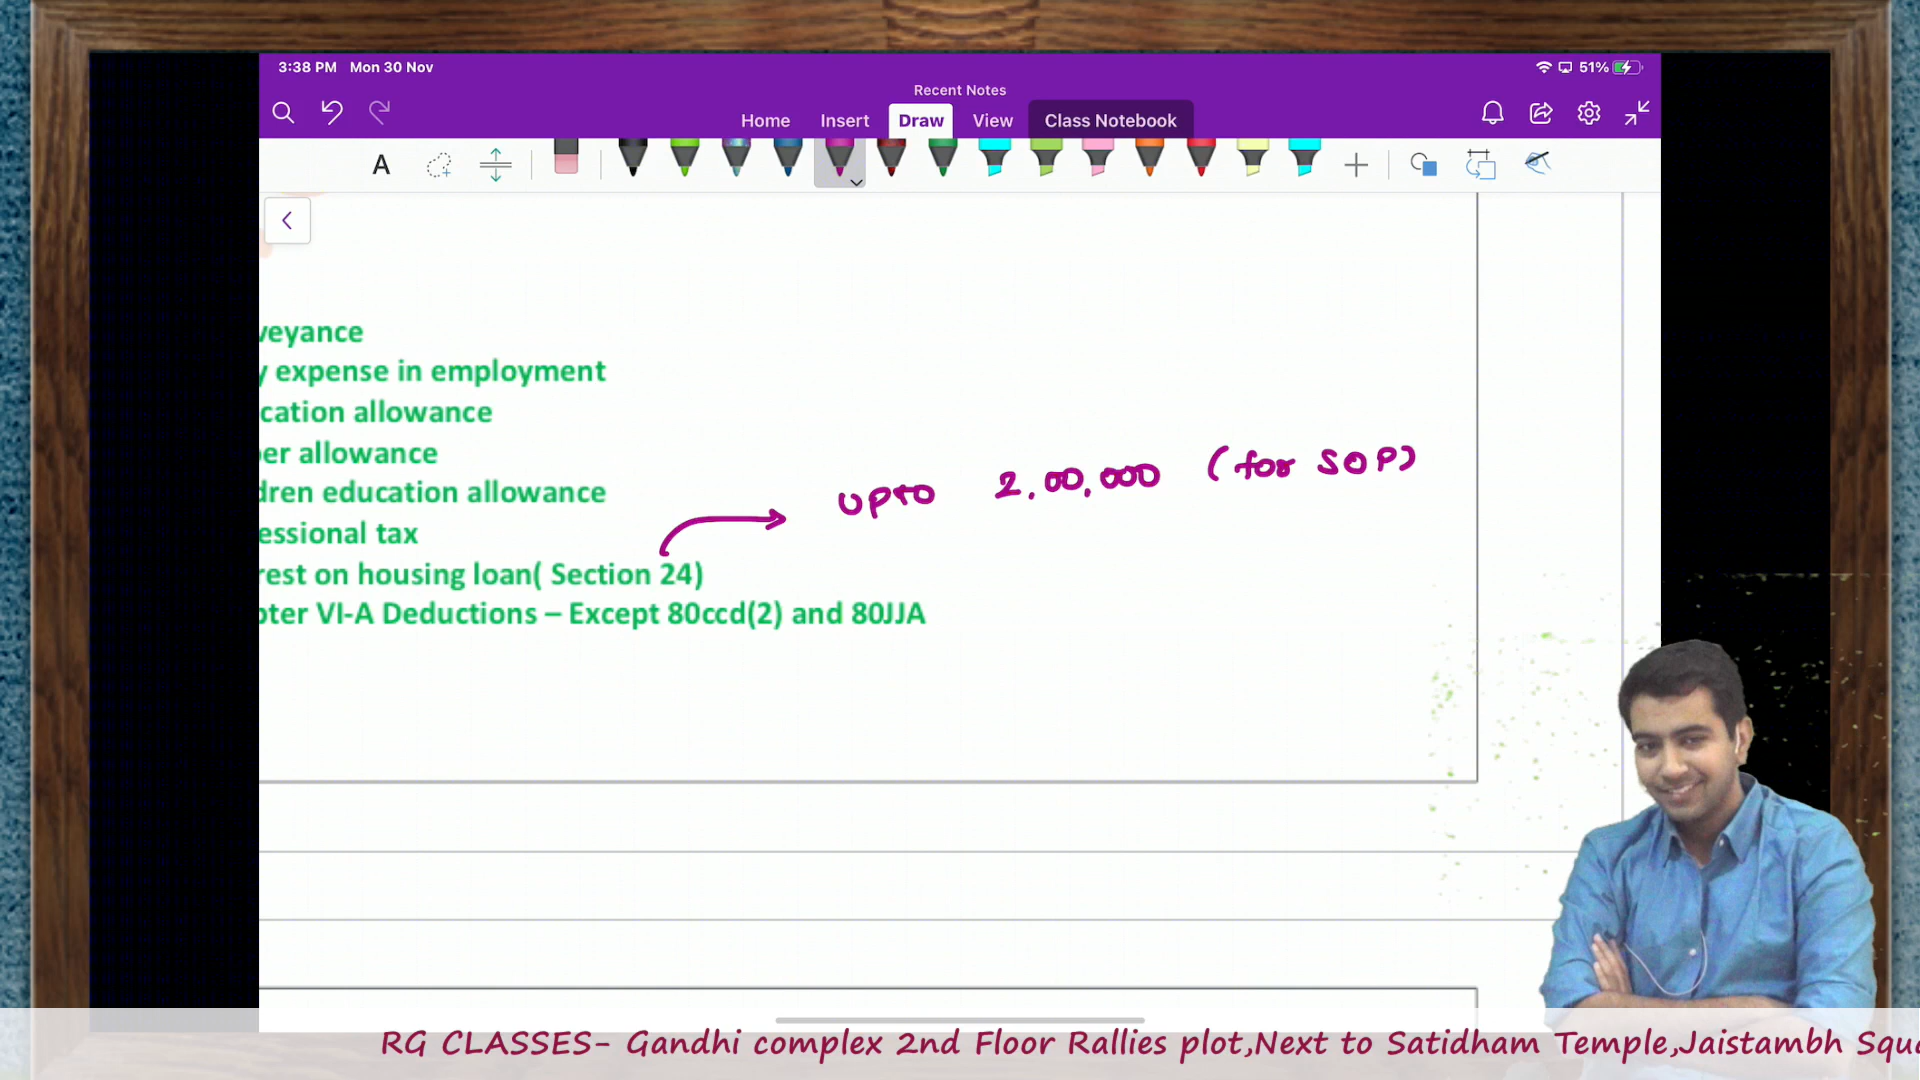 3:38 PM Mon 30 Nov
51%
Recent Notes
Home Insert Draw View Class Notebook
A
veyance
y expense in employment
cation allowance
er allowance
dren education allowance
essional tax
rest on housing loan( Section 24)
upto 2,00,000 (for SOP)
pter VI-A Deductions – Except 80ccd(2) and 80JJA
RG CLASSES- Gandhi complex 2nd Floor Rallies plot,Next to Satidham Temple,Jaistambh Squa